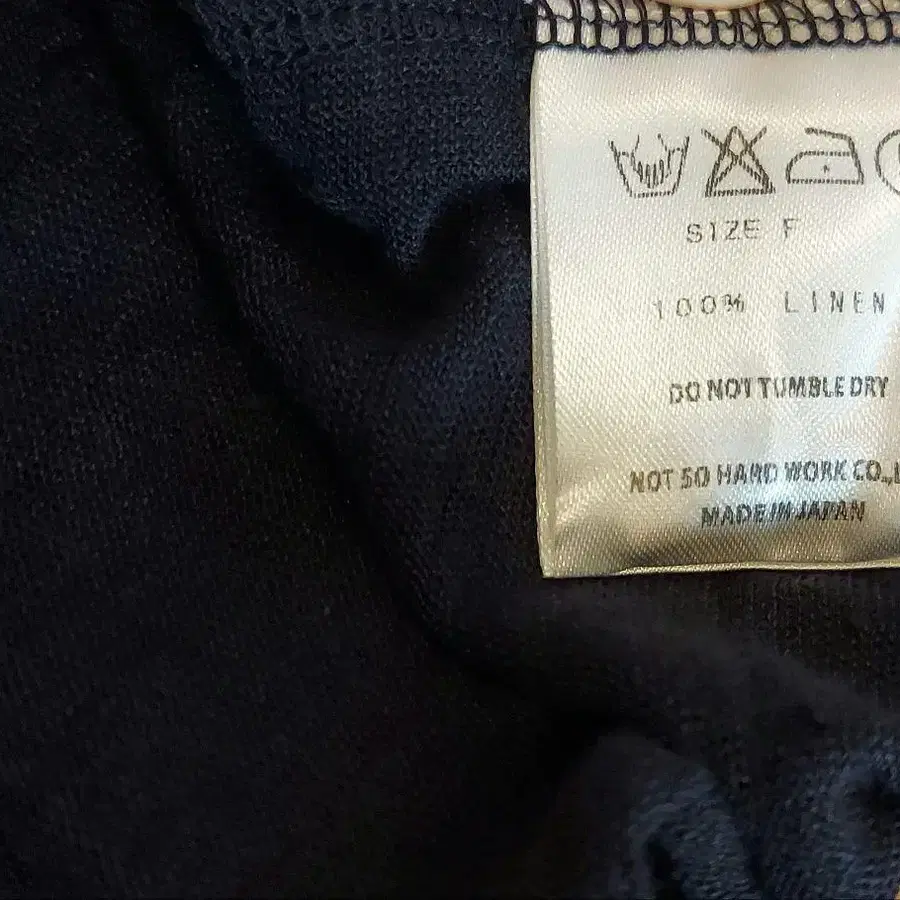 SIZE F
100% LINEN
DO NOT TUMBLE DRY
NOT SO HARD WORK CO.,L
MADE IN JAPAN